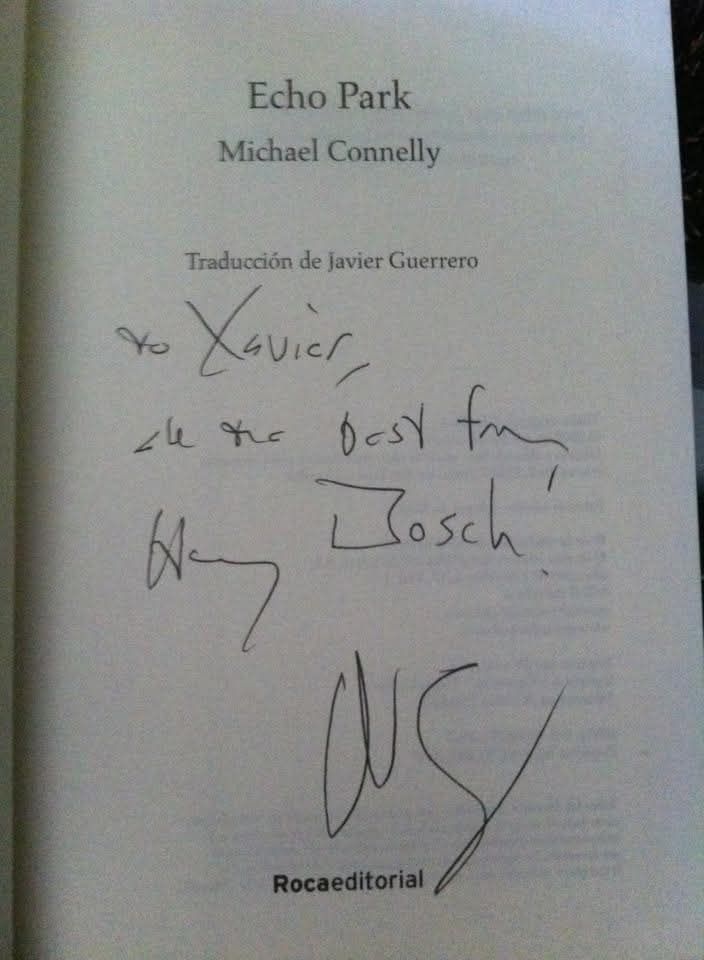 Echo Park
Michael Connelly
Traducción de Javier Guerrero
to Xavier,
all the best from
Harry Bosch!
Rocaeditorial